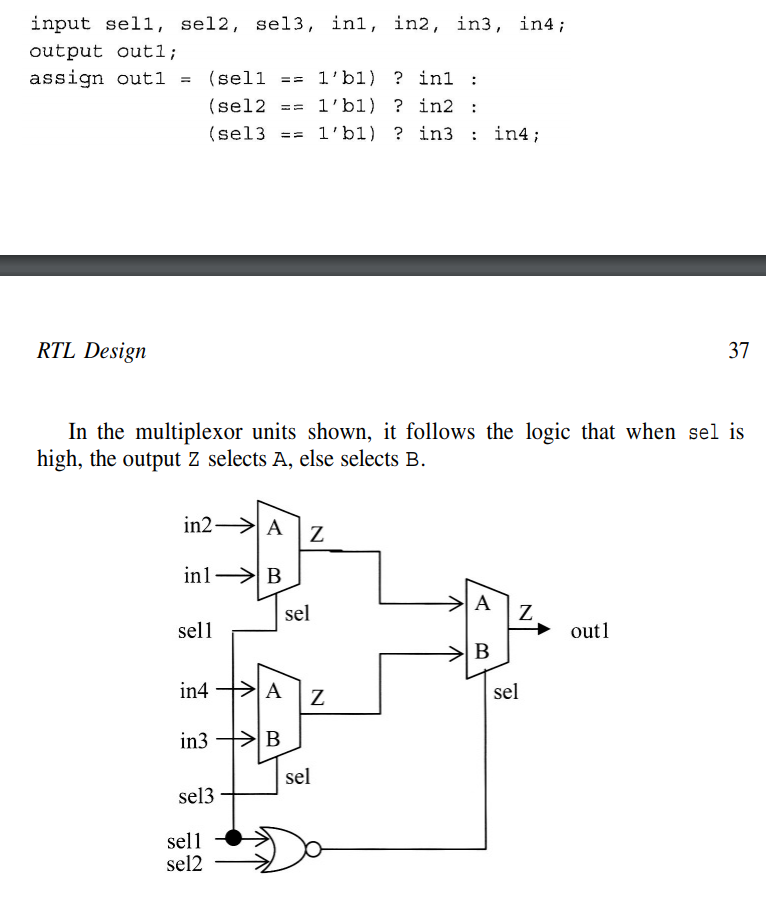 input sel1, sel2, sel3, in1, in2, in3, in4;
output out1;
assign out1 = (sel1 == 1'b1) ? in1 :
(sel2 == 1'b1) ? in2 :
(sel3 == 1'b1) ? in3 : in4;
RTL Design 37
In the multiplexor units shown, it follows the logic that when sel is
high, the output Z selects A, else selects B.
in2 A Z
in1 B
sel
sel1
A Z
out1
B
sel
in4 A Z
in3 B
sel
sel3
sel1
sel2